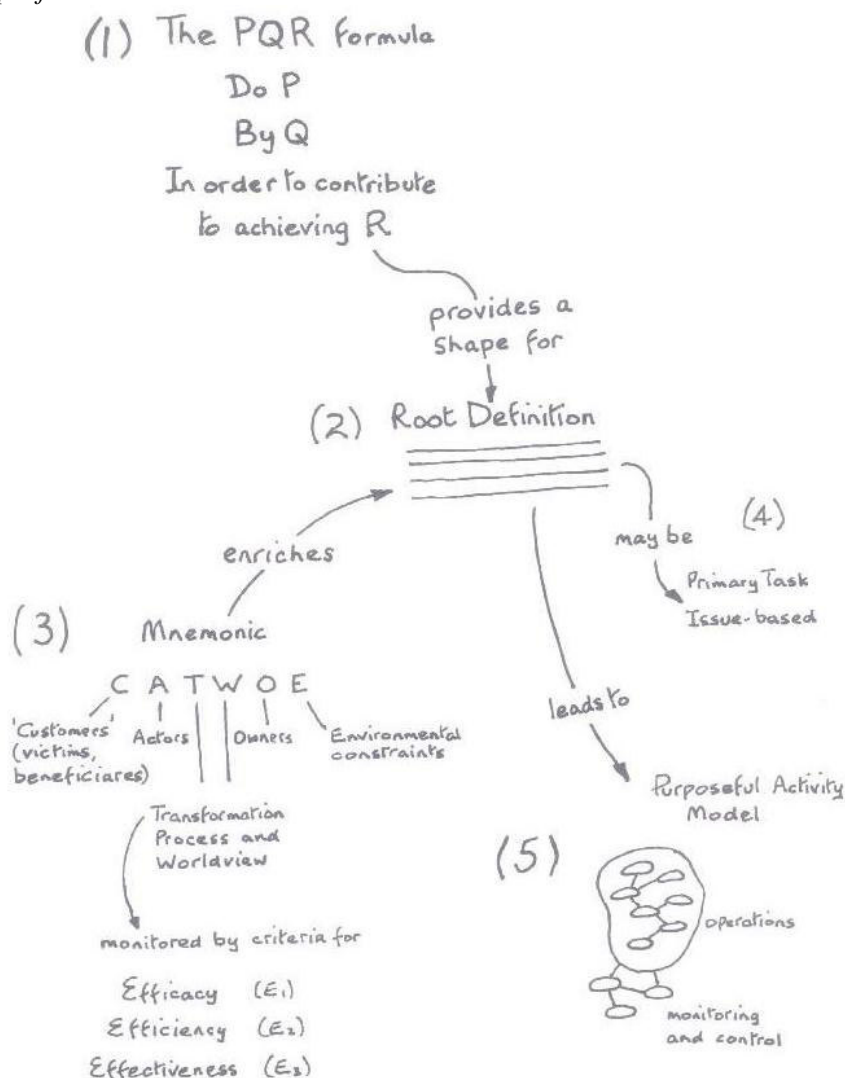 (1) The PQR formula
Do P
By Q
In order to contribute
to achieving R
provides a
shape for
(2) Root Definition
(4)
may be
Primary Task
Issue-based
enriches
(3) Mnemonic
C A T W O E
'Customers'
(victims,
beneficiares)
Actors
Owners
Environmental
constraints
Transformation
Process and
Worldview
monitored by criteria for
Efficacy (E₁)
Efficiency (E₂)
Effectiveness (E₃)
leads to
Purposeful Activity
Model
(5)
operations
monitoring
and control